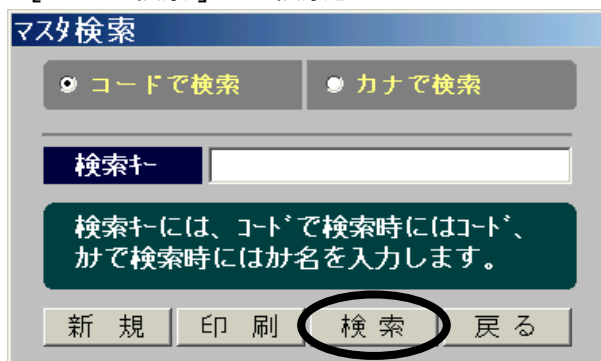 マスタ検索
コードで検索 カナで検索
検索キー
検索キーには、コードで検索時にはコード、
カナで検索時にはカナ名を入力します。
新 規 印 刷 検 索 戻 る